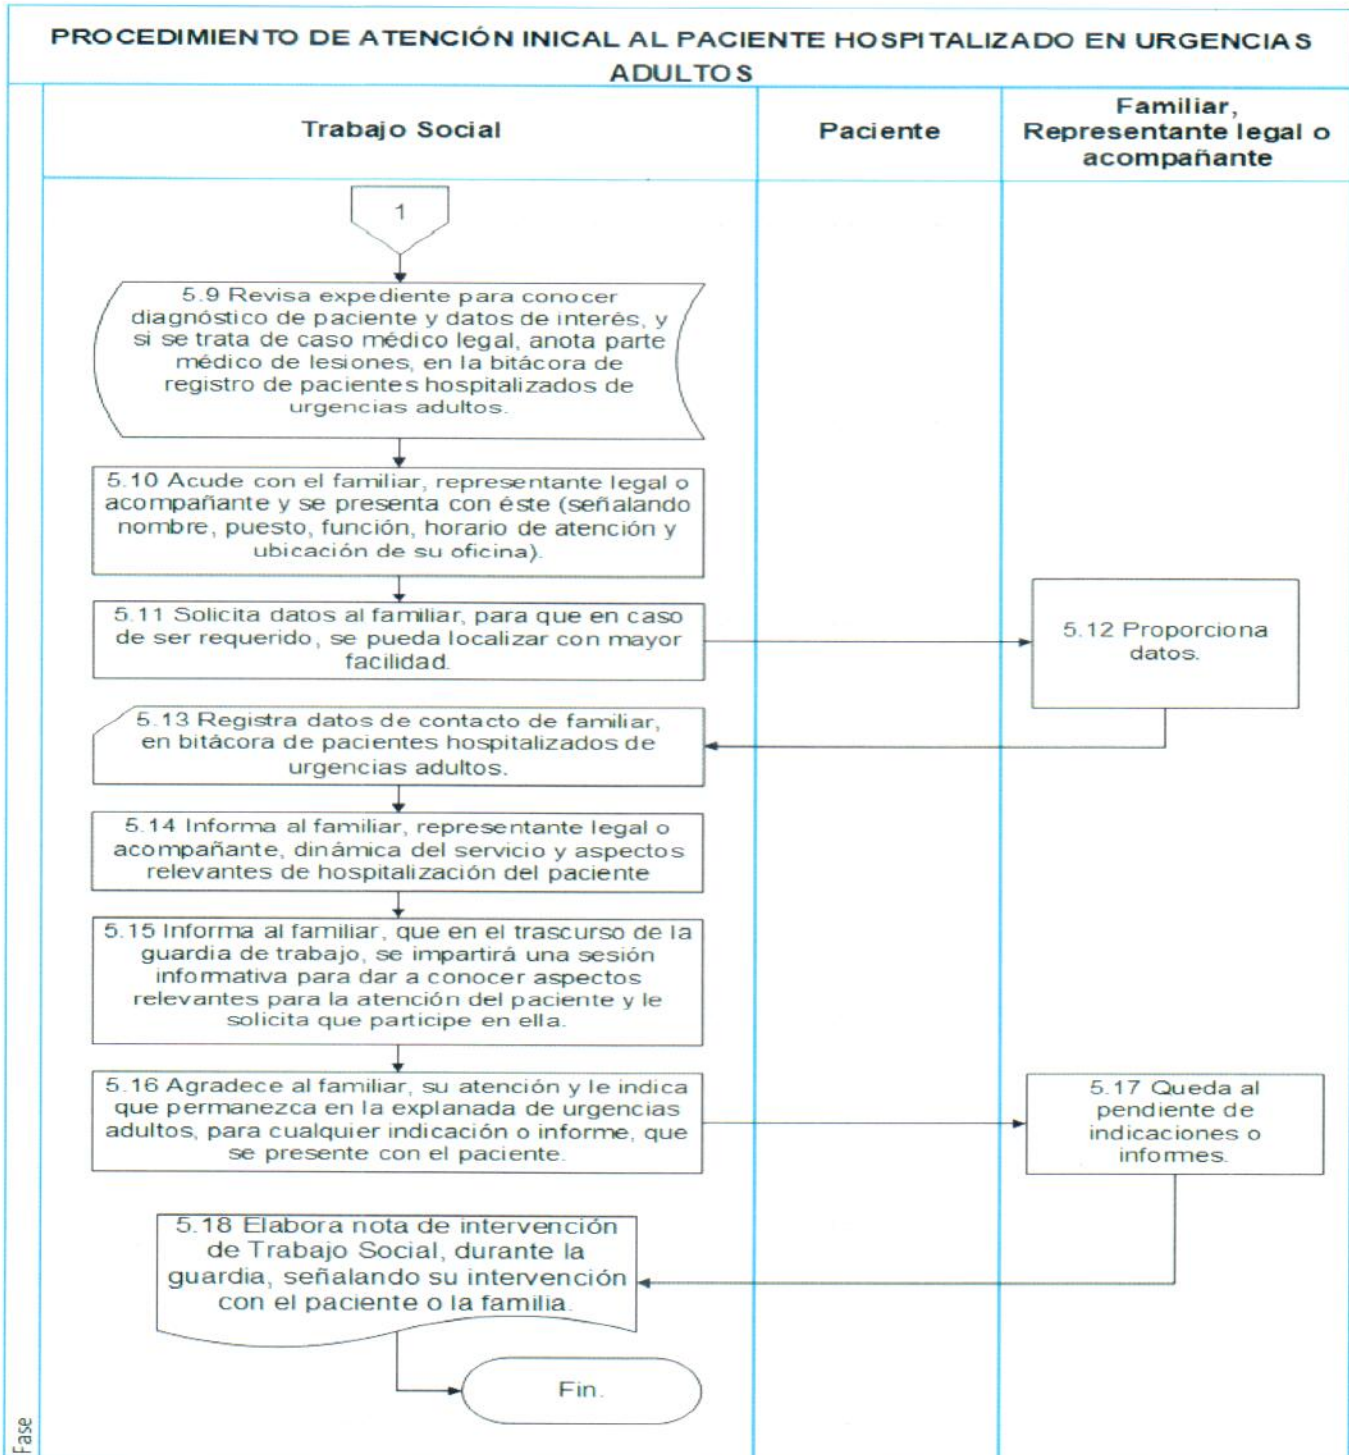 PROCEDIMIENTO DE ATENCIÓN INICAL AL PACIENTE HOSPITALIZADO EN URGENCIAS
ADULTOS
Trabajo Social
Paciente
Familiar,
Representante legal o
acompañante
1
5.9 Revisa expediente para conocer
diagnóstico de paciente y datos de interés, y
si se trata de caso médico legal, anota parte
médico de lesiones, en la bitácora de
registro de pacientes hospitalizados de
urgencias adultos.
5.10 Acude con el familiar, representante legal o
acompañante y se presenta con éste (señalando
nombre, puesto, función, horario de atención y
ubicación de su oficina).
5.11 Solicita datos al familiar, para que en caso
de ser requerido, se pueda localizar con mayor
facilidad.
5.12 Proporciona
datos.
5.13 Registra datos de contacto de familiar,
en bitácora de pacientes hospitalizados de
urgencias adultos.
5.14 Informa al familiar, representante legal o
acompañante, dinámica del servicio y aspectos
relevantes de hospitalización del paciente
5.15 Informa al familiar, que en el trascurso de la
guardia de trabajo, se impartirá una sesión
informativa para dar a conocer aspectos
relevantes para la atención del paciente y le
solicita que participe en ella.
5.16 Agradece al familiar, su atención y le indica
que permanezca en la explanada de urgencias
adultos, para cualquier indicación o informe, que
se presente con el paciente.
5.17 Queda al
pendiente de
indicaciones o
informes.
5.18 Elabora nota de intervención
de Trabajo Social, durante la
guardia, señalando su intervención
con el paciente o la familia.
Fin.
Fase